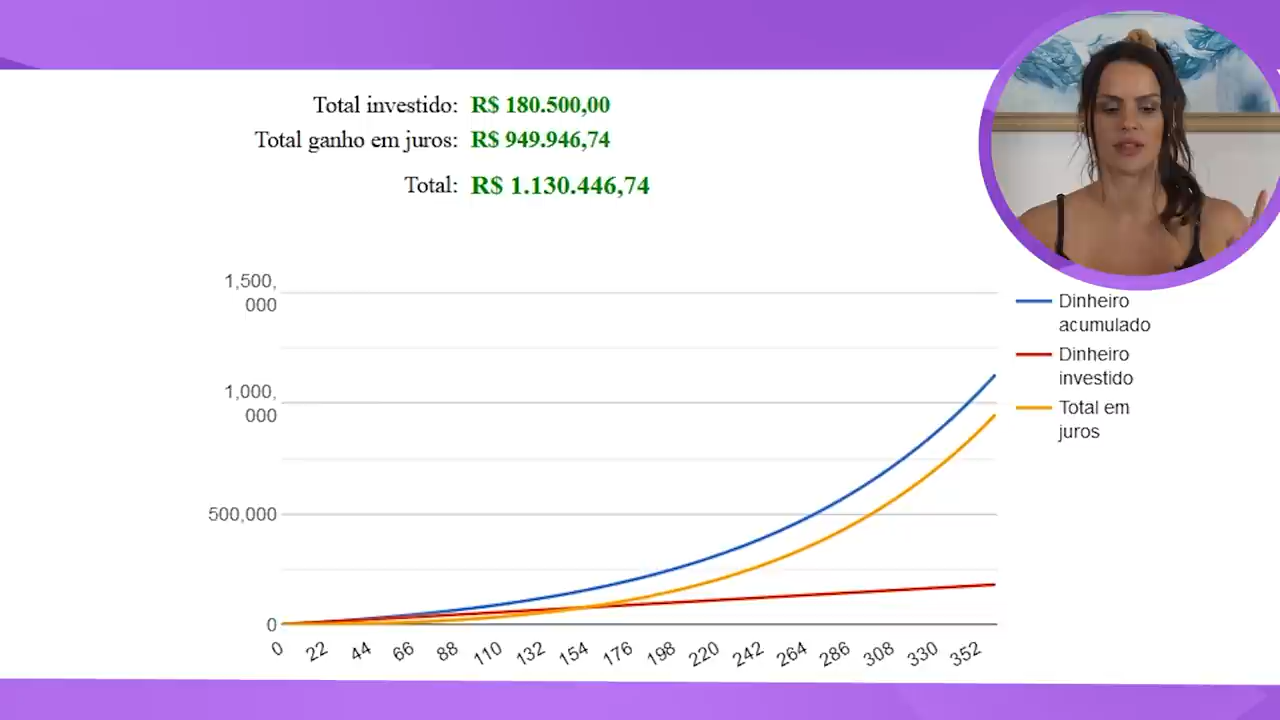 Total investido: R$ 180.500,00
Total ganho em juros: R$ 949.946,74
Total: R$ 1.130.446,74
1,500,
000
1,000,
000
500,000
0
0 22 44 66 88 110 132 154 176 198 220 242 264 286 308 330 352
Dinheiro
acumulado
Dinheiro
investido
Total em
juros